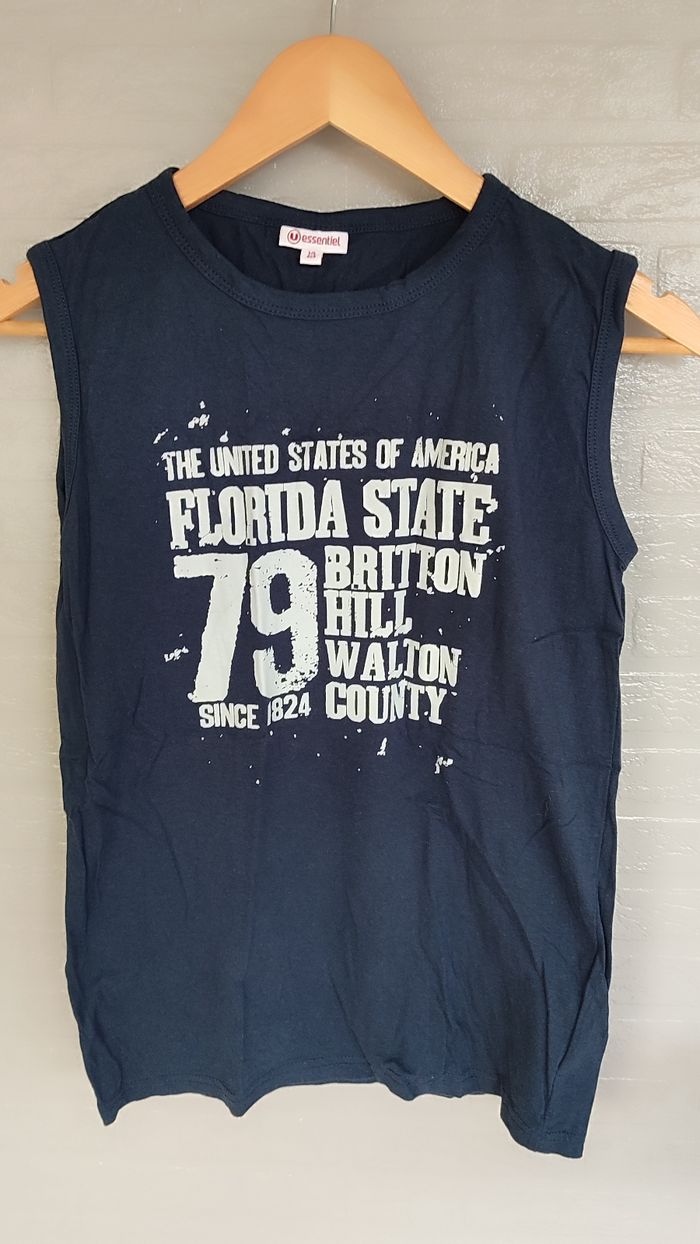 U essentiel
THE UNITED STATES OF AMERICA
FLORIDA STATE
79 BRITTON
HILL
WALTON
SINCE 1824 COUNTY